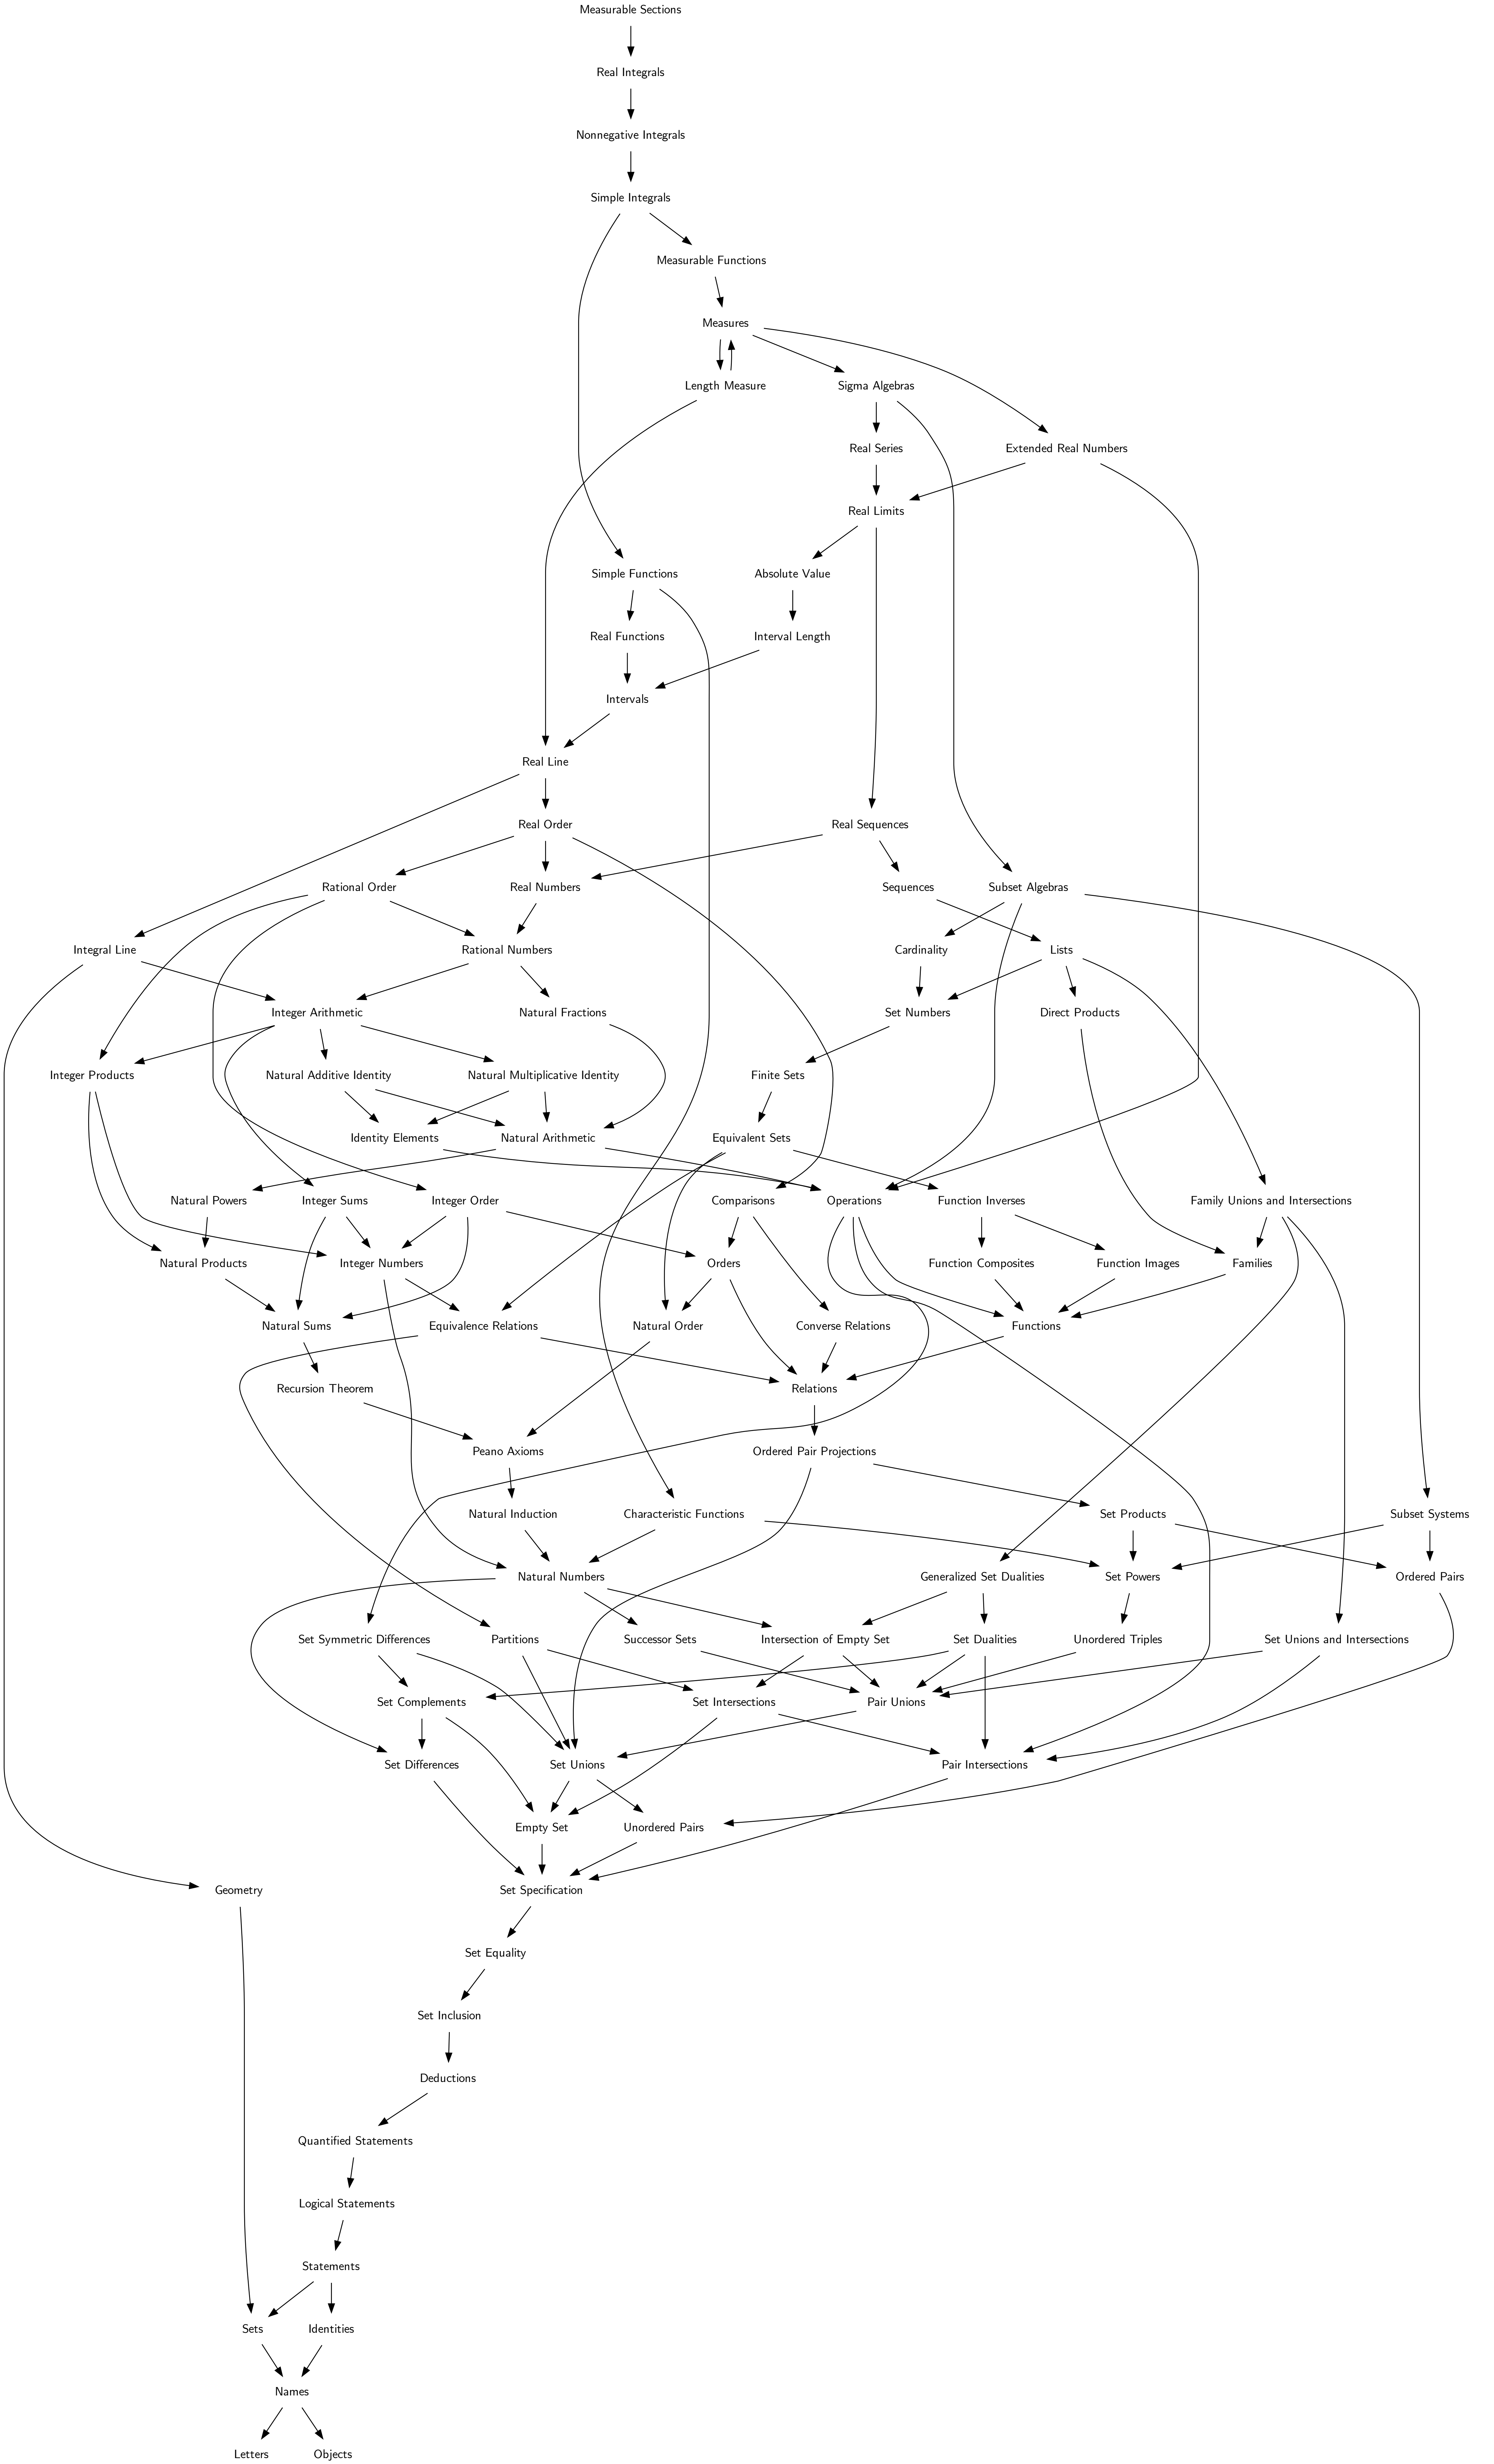 Measurable Sections
Real Integrals
Nonnegative Integrals
Simple Integrals
Measurable Functions
Measures
Length Measure
Sigma Algebras
Real Series
Extended Real Numbers
Real Limits
Simple Functions
Absolute Value
Real Functions
Interval Length
Intervals
Real Line
Real Order
Real Sequences
Rational Order
Real Numbers
Sequences
Subset Algebras
Integral Line
Rational Numbers
Cardinality
Lists
Integer Arithmetic
Natural Fractions
Set Numbers
Direct Products
Integer Products
Natural Additive Identity
Natural Multiplicative Identity
Finite Sets
Identity Elements
Natural Arithmetic
Equivalent Sets
Natural Powers
Integer Sums
Integer Order
Comparisons
Operations
Function Inverses
Family Unions and Intersections
Natural Products
Integer Numbers
Orders
Function Composites
Function Images
Families
Natural Sums
Equivalence Relations
Natural Order
Converse Relations
Functions
Recursion Theorem
Relations
Peano Axioms
Ordered Pair Projections
Natural Induction
Characteristic Functions
Set Products
Subset Systems
Natural Numbers
Generalized Set Dualities
Set Powers
Ordered Pairs
Set Symmetric Differences
Partitions
Successor Sets
Intersection of Empty Set
Set Dualities
Unordered Triples
Set Unions and Intersections
Set Complements
Set Intersections
Pair Unions
Set Differences
Set Unions
Pair Intersections
Empty Set
Unordered Pairs
Geometry
Set Specification
Set Equality
Set Inclusion
Deductions
Quantified Statements
Logical Statements
Statements
Sets
Identities
Names
Letters
Objects